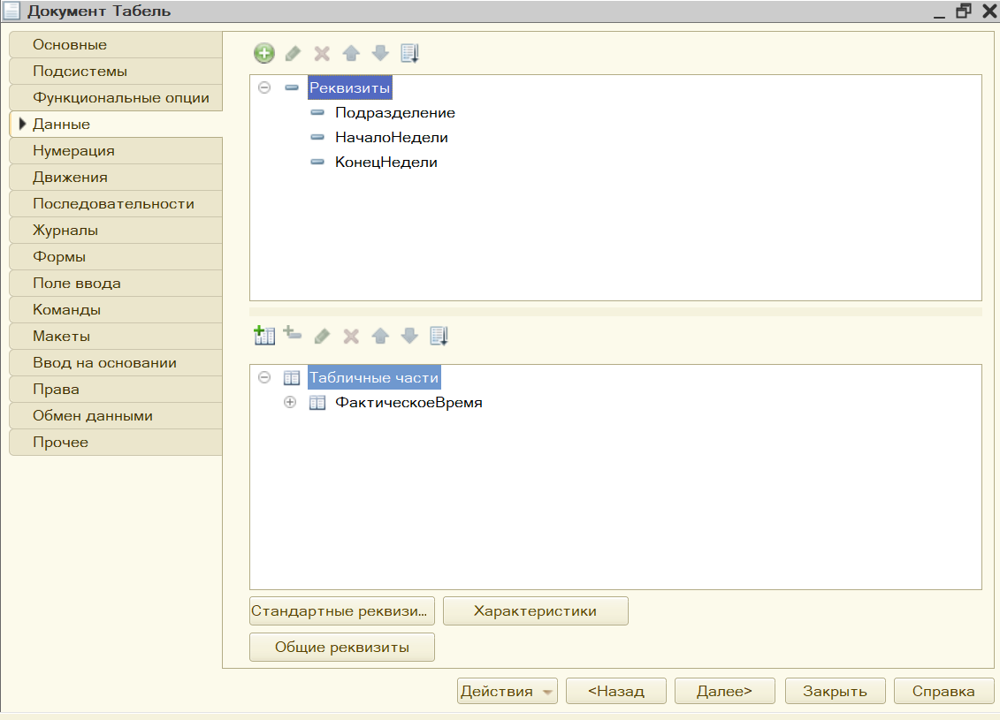 Документ Табель
Основные
Подсистемы
Функциональные опции
Данные
Нумерация
Движения
Последовательности
Журналы
Формы
Поле ввода
Команды
Макеты
Ввод на основании
Права
Обмен данными
Прочее
Реквизиты
Подразделение
НачалоНедели
КонецНедели
Табличные части
ФактическоеВремя
Стандартные реквизи...
Характеристики
Общие реквизиты
Действия
<Назад
Далее>
Закрыть
Справка